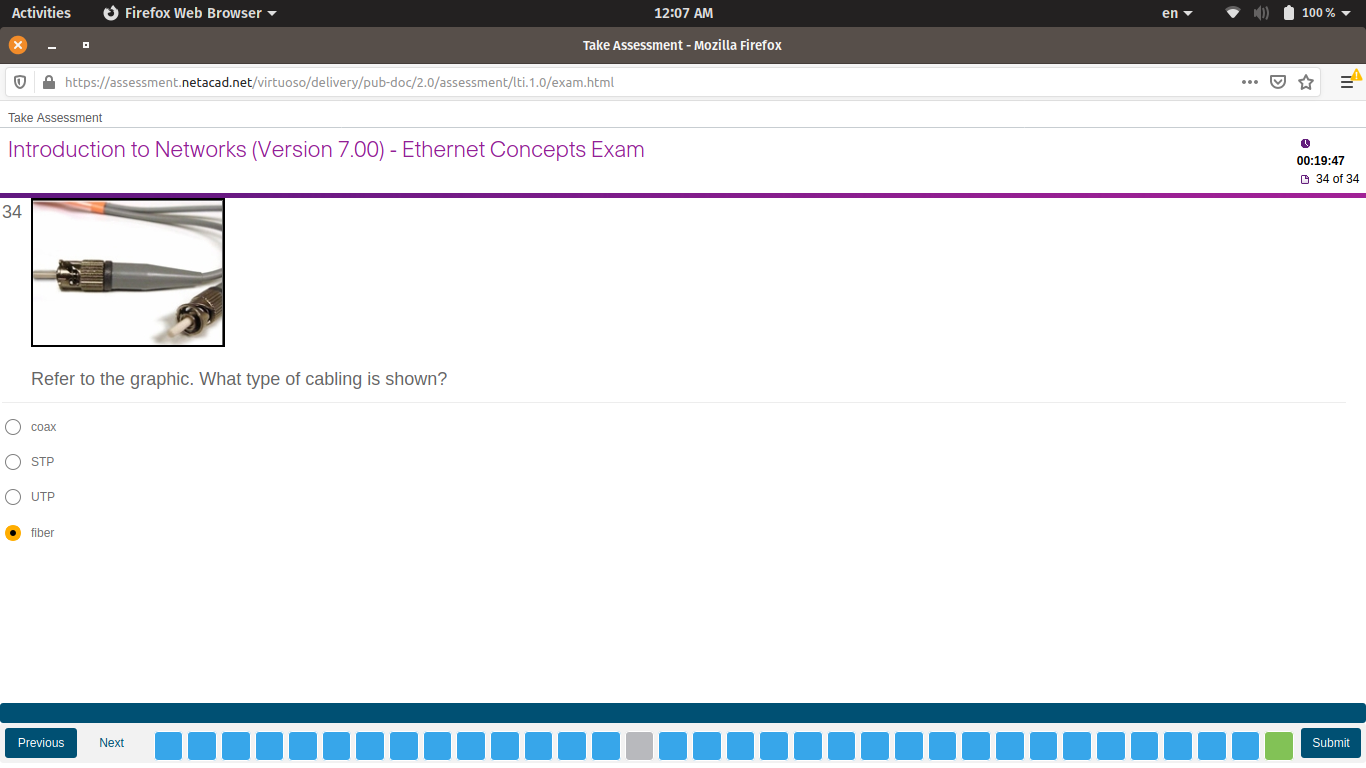 Activities Firefox Web Browser 12:07 AM en 100 %
Take Assessment - Mozilla Firefox
https://assessment.netacad.net/virtuoso/delivery/pub-doc/2.0/assessment/lti.1.0/exam.html
Take Assessment
Introduction to Networks (Version 7.00) - Ethernet Concepts Exam
00:19:47
34 of 34
34
Refer to the graphic. What type of cabling is shown?
coax
STP
UTP
fiber
Previous Next Submit